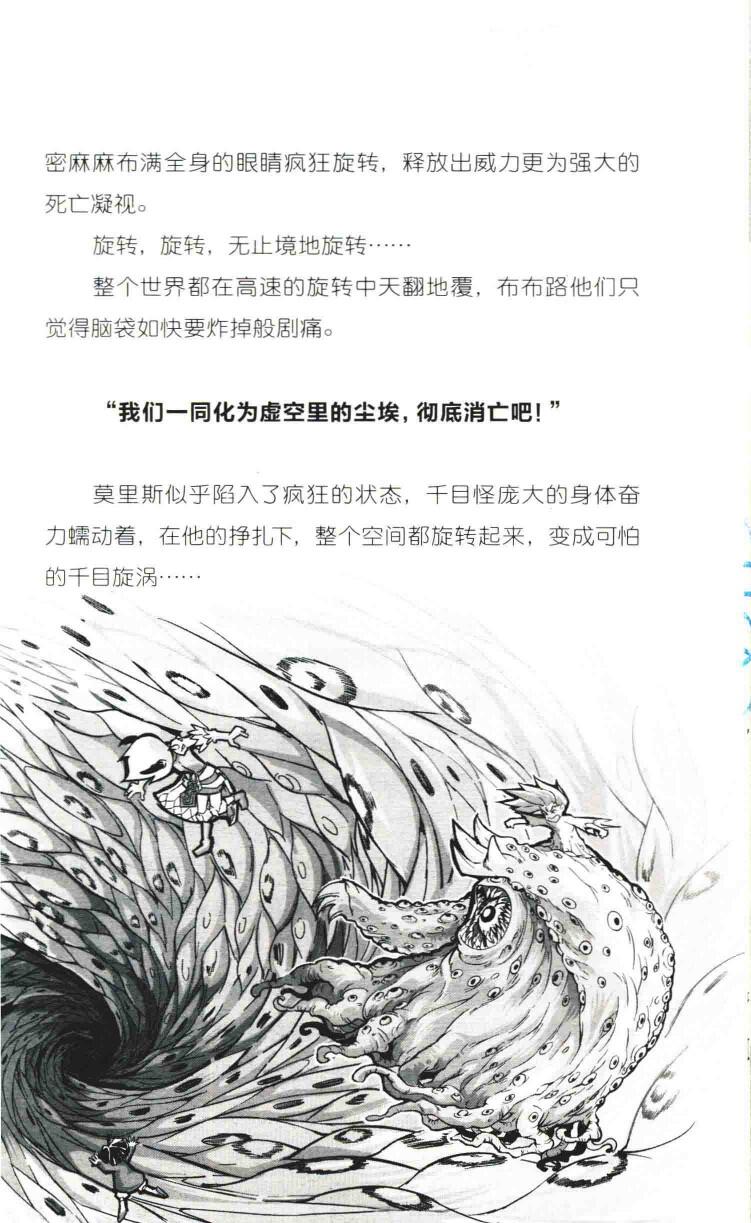 密麻麻布满全身的眼睛疯狂旋转，释放出威力更为强大的
死亡凝视。
旋转，旋转，无止境地旋转……
整个世界都在高速的旋转中天翻地覆，布布路他们只
觉得脑袋如快要炸掉般剧痛。
“我们一同化为虚空里的尘埃，彻底消亡吧！”
莫里斯似乎陷入了疯狂的状态，千目怪庞大的身体奋
力蠕动着，在他的挣扎下，整个空间都旋转起来，变成可怕
的千目旋涡……